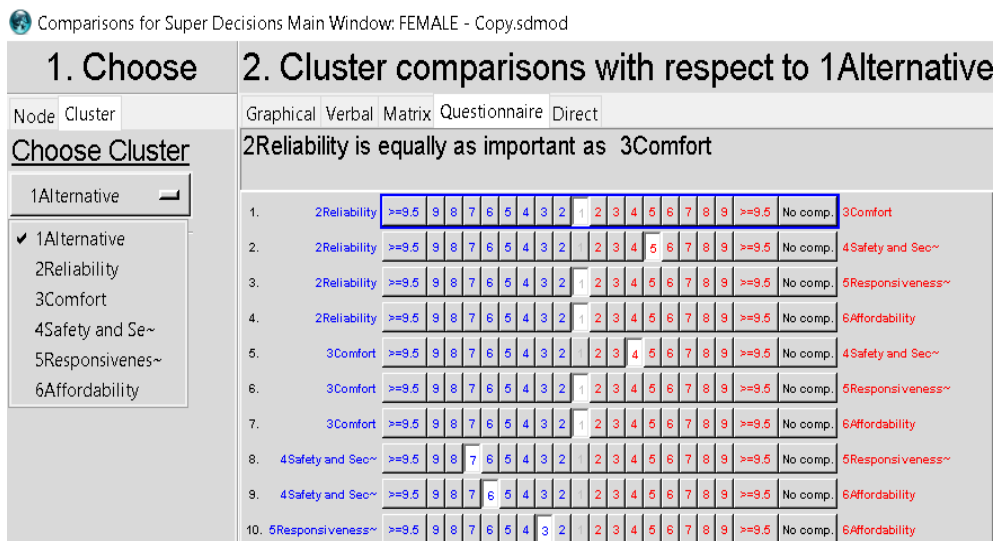 Comparisons for Super Decisions Main Window: FEMALE - Copy.sdmod
1. Choose
2. Cluster comparisons with respect to 1Alternative
Node Cluster
Graphical Verbal Matrix Questionnaire Direct
Choose Cluster
2Reliability is equally as important as 3Comfort
1Alternative
✔ 1Alternative
2Reliability
3Comfort
4Safety and Se~
5Responsivenes~
6Affordability
1. 2Reliability >=9.5 9 8 7 6 5 4 3 2 1 2 3 4 5 6 7 8 9 >=9.5 No comp. 3Comfort
2. 2Reliability >=9.5 9 8 7 6 5 4 3 2 1 2 3 4 5 6 7 8 9 >=9.5 No comp. 4Safety and Sec~
3. 2Reliability >=9.5 9 8 7 6 5 4 3 2 1 2 3 4 5 6 7 8 9 >=9.5 No comp. 5Responsiveness~
4. 2Reliability >=9.5 9 8 7 6 5 4 3 2 1 2 3 4 5 6 7 8 9 >=9.5 No comp. 6Affordability
5. 3Comfort >=9.5 9 8 7 6 5 4 3 2 1 2 3 4 5 6 7 8 9 >=9.5 No comp. 4Safety and Sec~
6. 3Comfort >=9.5 9 8 7 6 5 4 3 2 1 2 3 4 5 6 7 8 9 >=9.5 No comp. 5Responsiveness~
7. 3Comfort >=9.5 9 8 7 6 5 4 3 2 1 2 3 4 5 6 7 8 9 >=9.5 No comp. 6Affordability
8. 4Safety and Sec~ >=9.5 9 8 7 6 5 4 3 2 1 2 3 4 5 6 7 8 9 >=9.5 No comp. 5Responsiveness~
9. 4Safety and Sec~ >=9.5 9 8 7 6 5 4 3 2 1 2 3 4 5 6 7 8 9 >=9.5 No comp. 6Affordability
10. 5Responsiveness~ >=9.5 9 8 7 6 5 4 3 2 1 2 3 4 5 6 7 8 9 >=9.5 No comp. 6Affordability